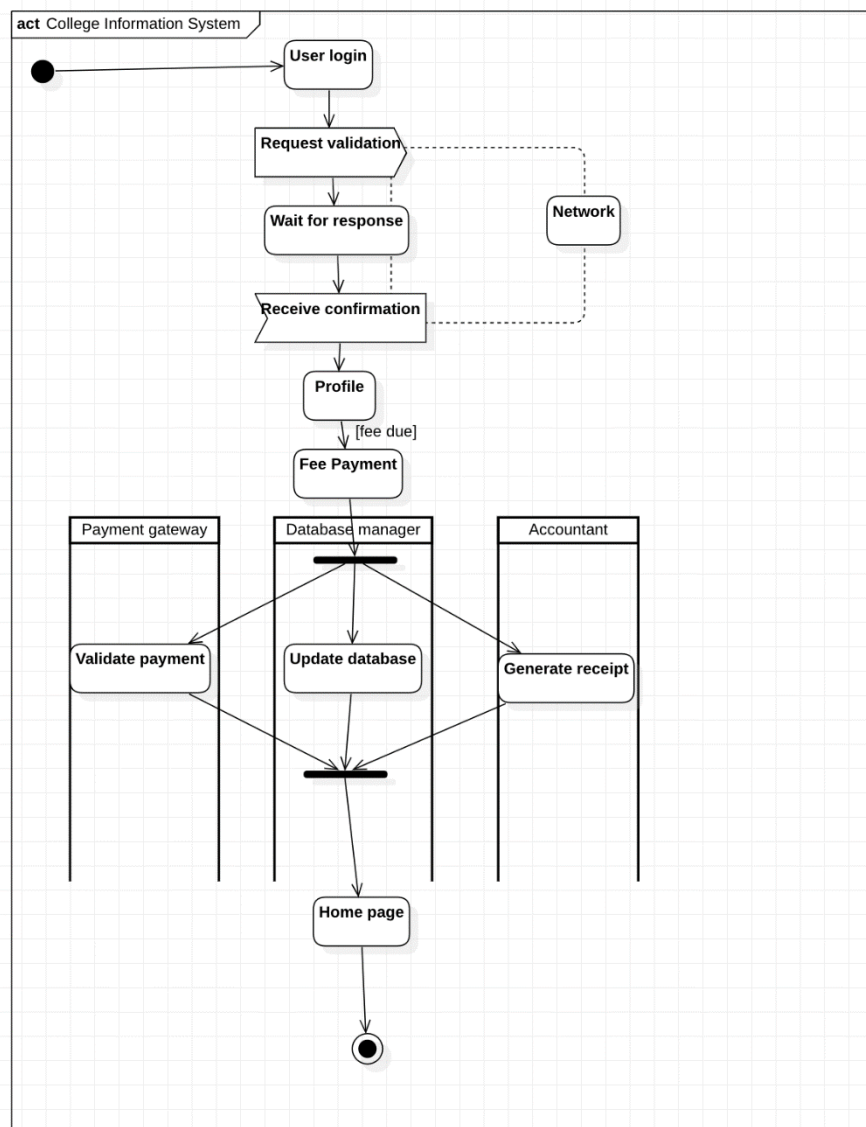 act College Information System
User login
Request validation
Wait for response
Network
Receive confirmation
Profile
[fee due]
Fee Payment
Payment gateway
Database manager
Accountant
Validate payment
Update database
Generate receipt
Home page